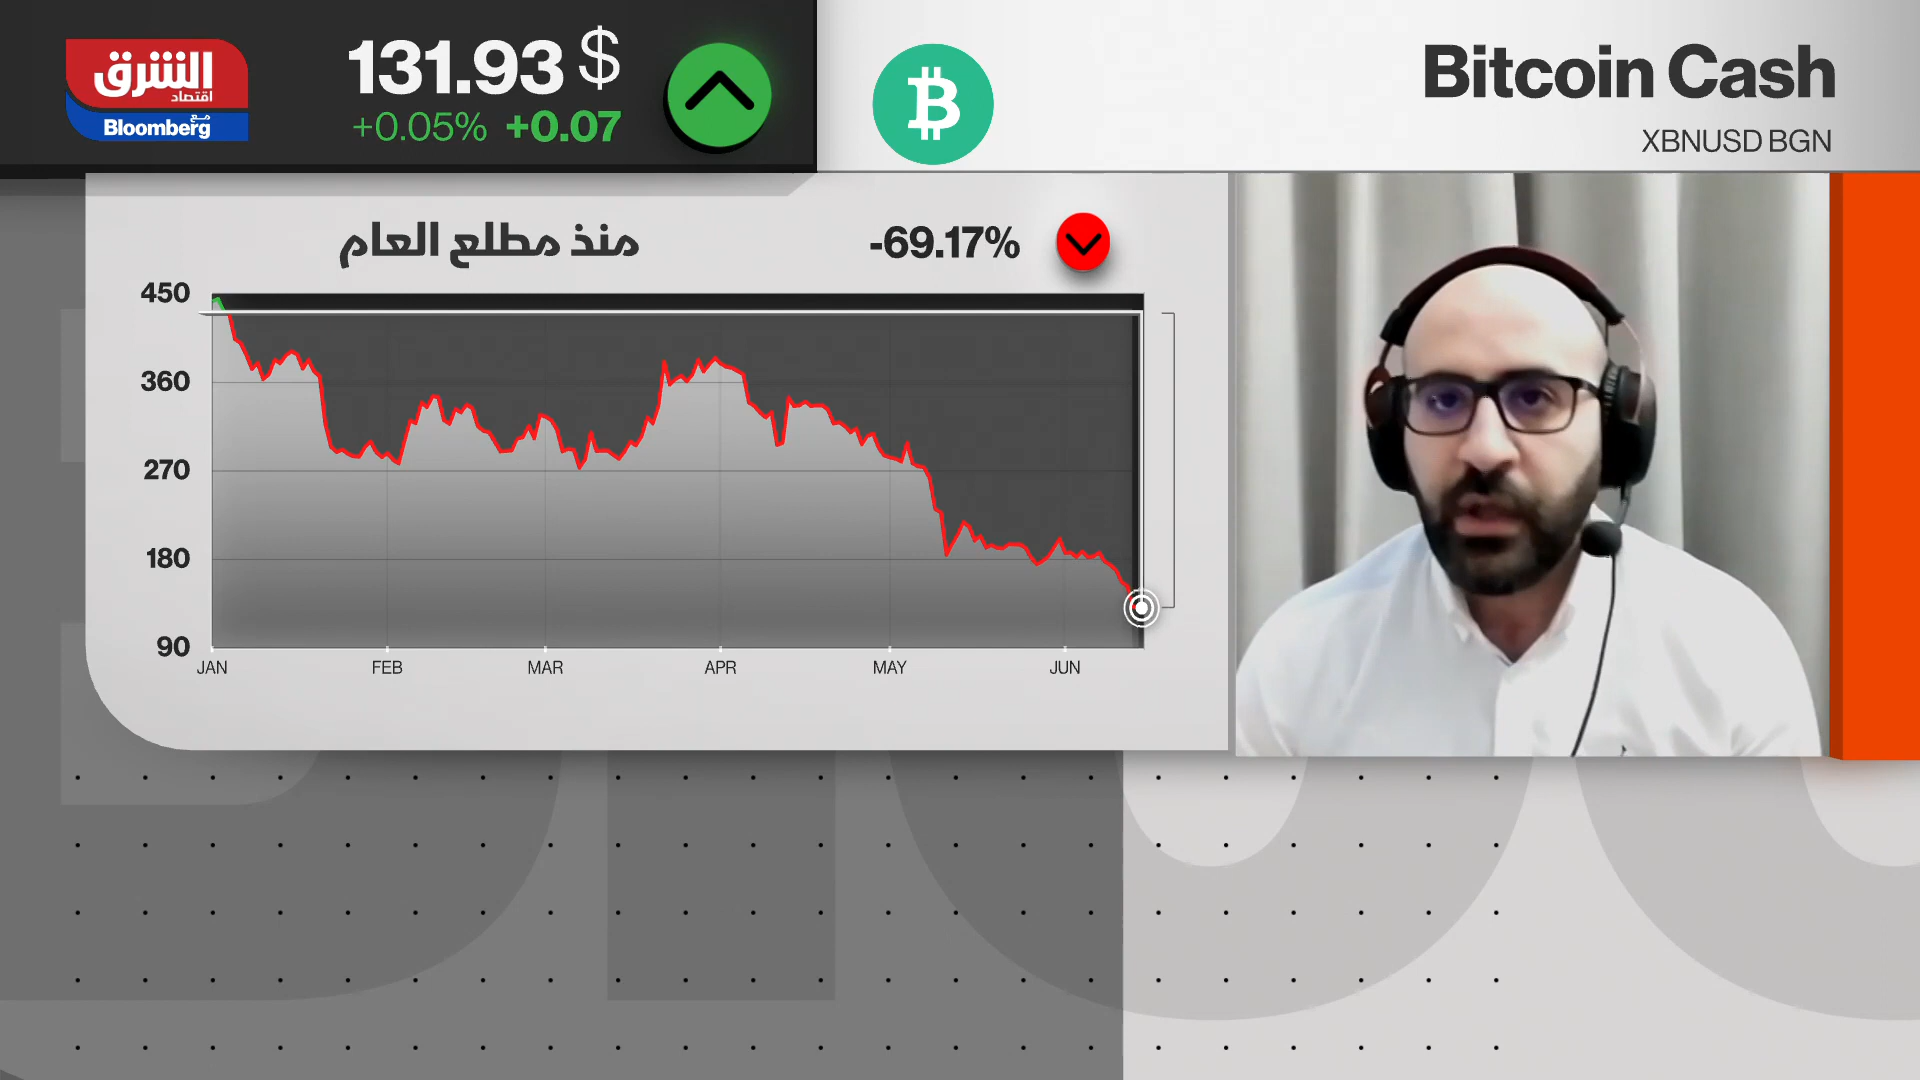 الشرق
اقتصاد
مع
Bloomberg
131.93 $
+0.05% +0.07
Bitcoin Cash
XBNUSD BGN
منذ مطلع العام
-69.17%
450
360
270
180
90
JAN FEB MAR APR MAY JUN